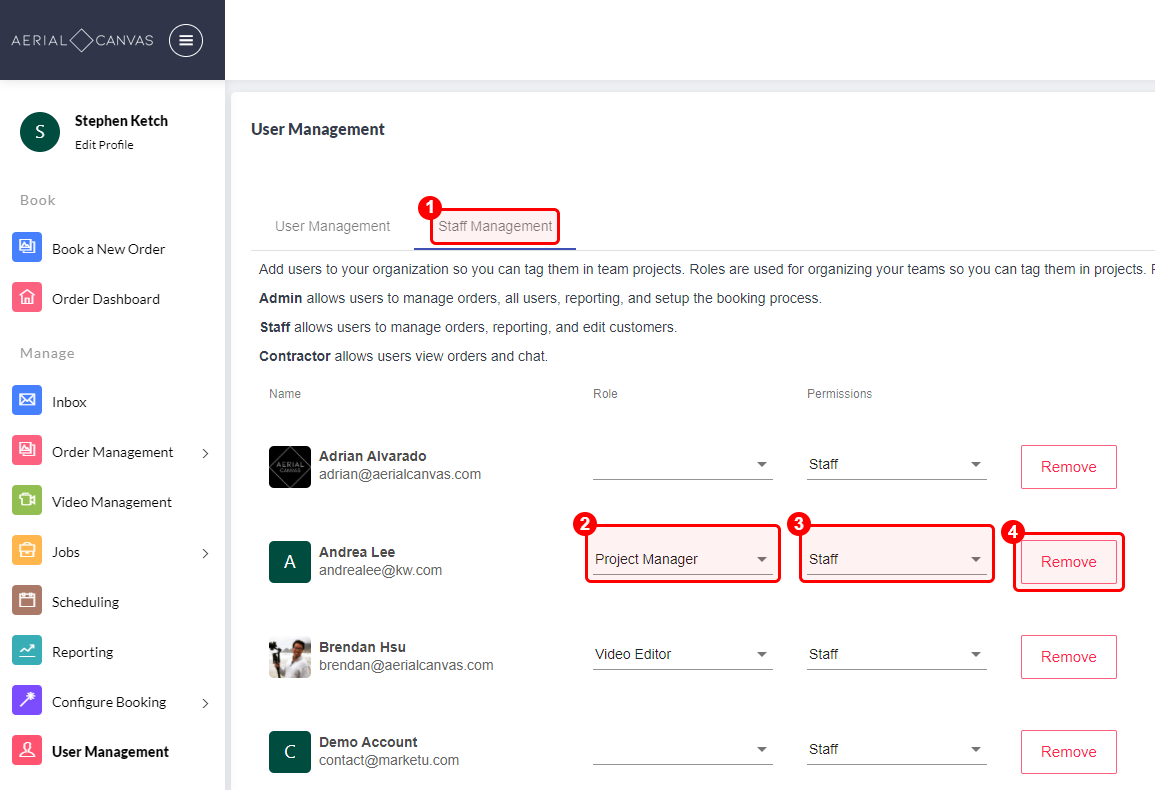 AERIAL CANVAS
S
Stephen Ketch
Edit Profile
Book
Book a New Order
Order Dashboard
Manage
Inbox
Order Management
Video Management
Jobs
Scheduling
Reporting
Configure Booking
User Management
User Management
User Management
1
Staff Management
Add users to your organization so you can tag them in team projects. Roles are used for organizing your teams so you can tag them in projects.
Admin allows users to manage orders, all users, reporting, and setup the booking process.
Staff allows users to manage orders, reporting, and edit customers.
Contractor allows users view orders and chat.
Name Role Permissions
AERIAL
CANVAS
Adrian Alvarado
adrian@aerialcanvas.com
Staff
Remove
2 3 4
A
Andrea Lee
andrealee@kw.com
Project Manager
Staff
Remove
Brendan Hsu
brendan@aerialcanvas.com
Video Editor
Staff
Remove
C
Demo Account
contact@marketu.com
Staff
Remove